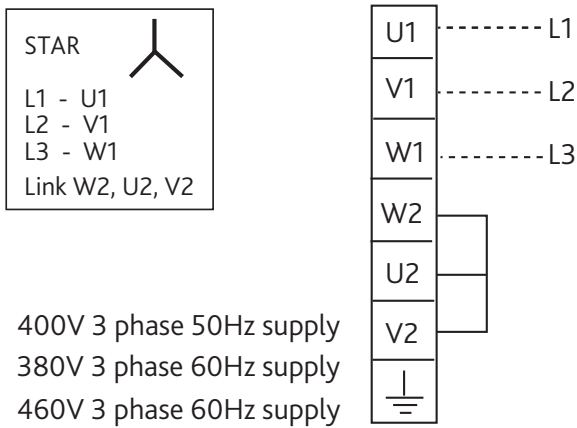 STAR
L1 - U1
L2 - V1
L3 - W1
Link W2, U2, V2
U1
L1
V1
L2
W1
L3
W2
U2
V2
400V 3 phase 50Hz supply
380V 3 phase 60Hz supply
460V 3 phase 60Hz supply